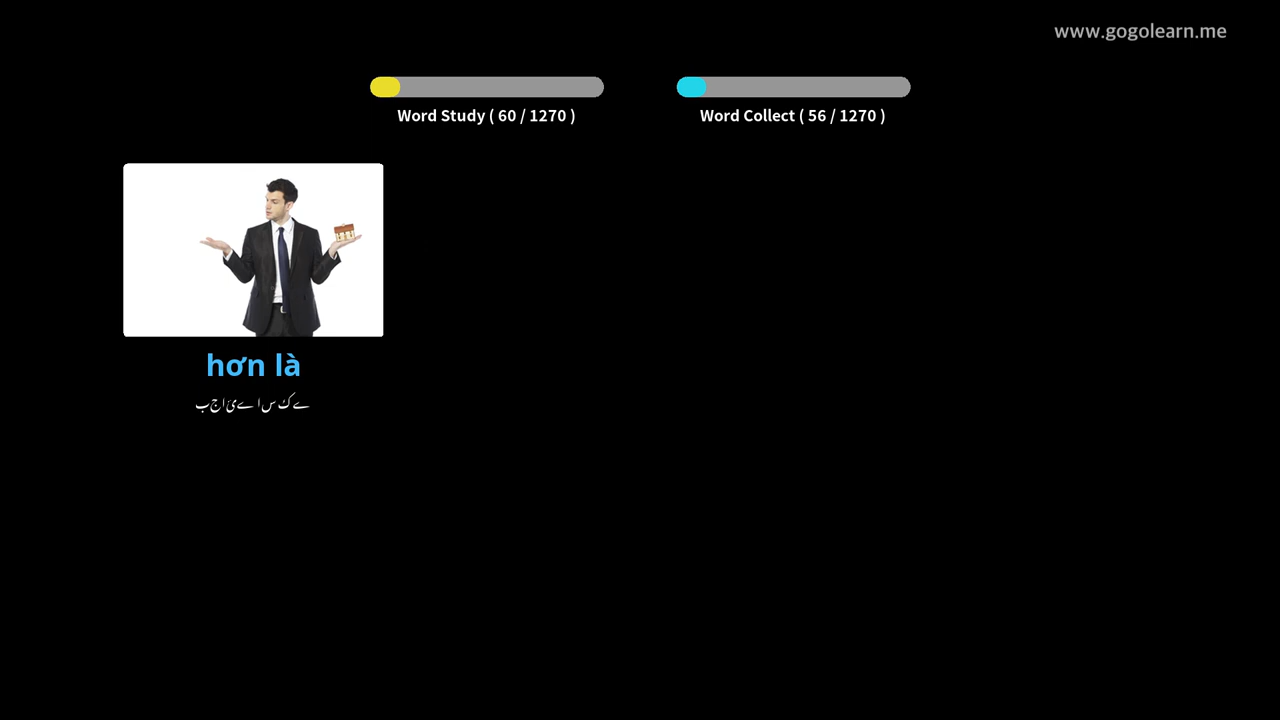 www.gogolearn.me
Word Study ( 60 / 1270 )
Word Collect ( 56 / 1270 )
hơn là
بجائے اس کے